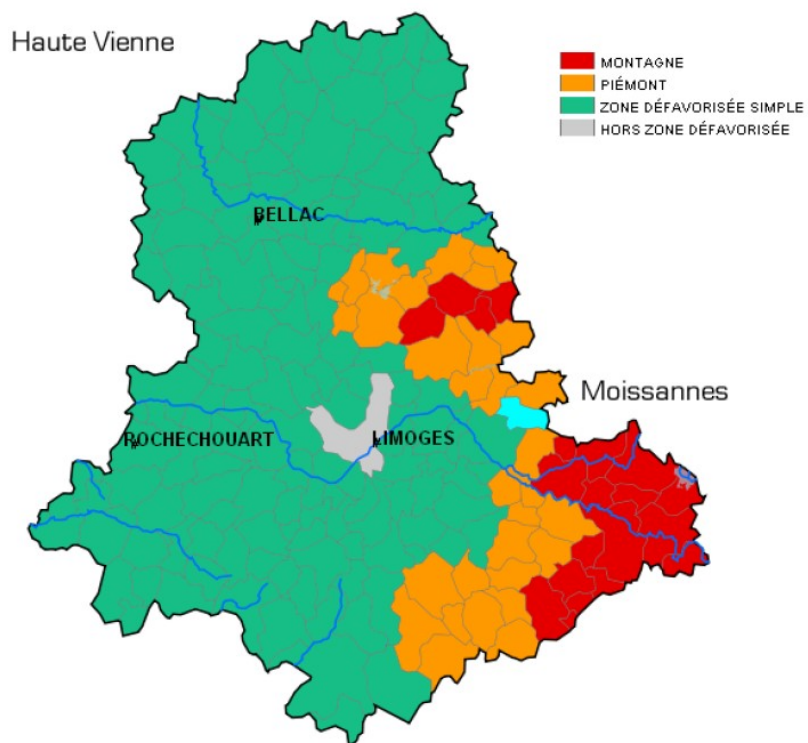 Haute Vienne
MONTAGNE
PIÉMONT
ZONE DÉFAVORISÉE SIMPLE
HORS ZONE DÉFAVORISÉE
BELLAC
Moissannes
ROCHECHOUART
LIMOGES